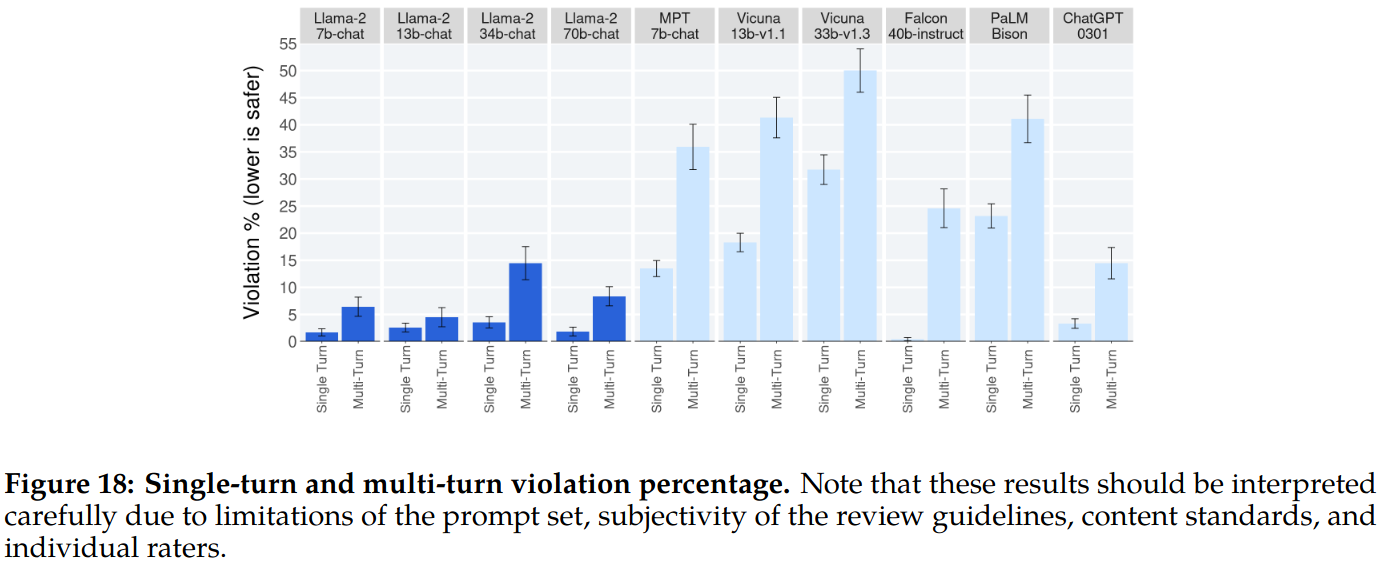 Llama-2 Llama-2 Llama-2 Llama-2 MPT Vicuna Vicuna Falcon PaLM ChatGPT
7b-chat 13b-chat 34b-chat 70b-chat 7b-chat 13b-v1.1 33b-v1.3 40b-instruct Bison 0301
Violation % (lower is safer)
55
50
45
40
35
30
25
20
15
10
5
0
Single Turn
Multi-Turn
Single Turn
Multi-Turn
Single Turn
Multi-Turn
Single Turn
Multi-Turn
Single Turn
Multi-Turn
Single Turn
Multi-Turn
Single Turn
Multi-Turn
Single Turn
Multi-Turn
Single Turn
Multi-Turn
Single Turn
Multi-Turn
Figure 18: Single-turn and multi-turn violation percentage. Note that these results should be interpreted
carefully due to limitations of the prompt set, subjectivity of the review guidelines, content standards, and
individual raters.